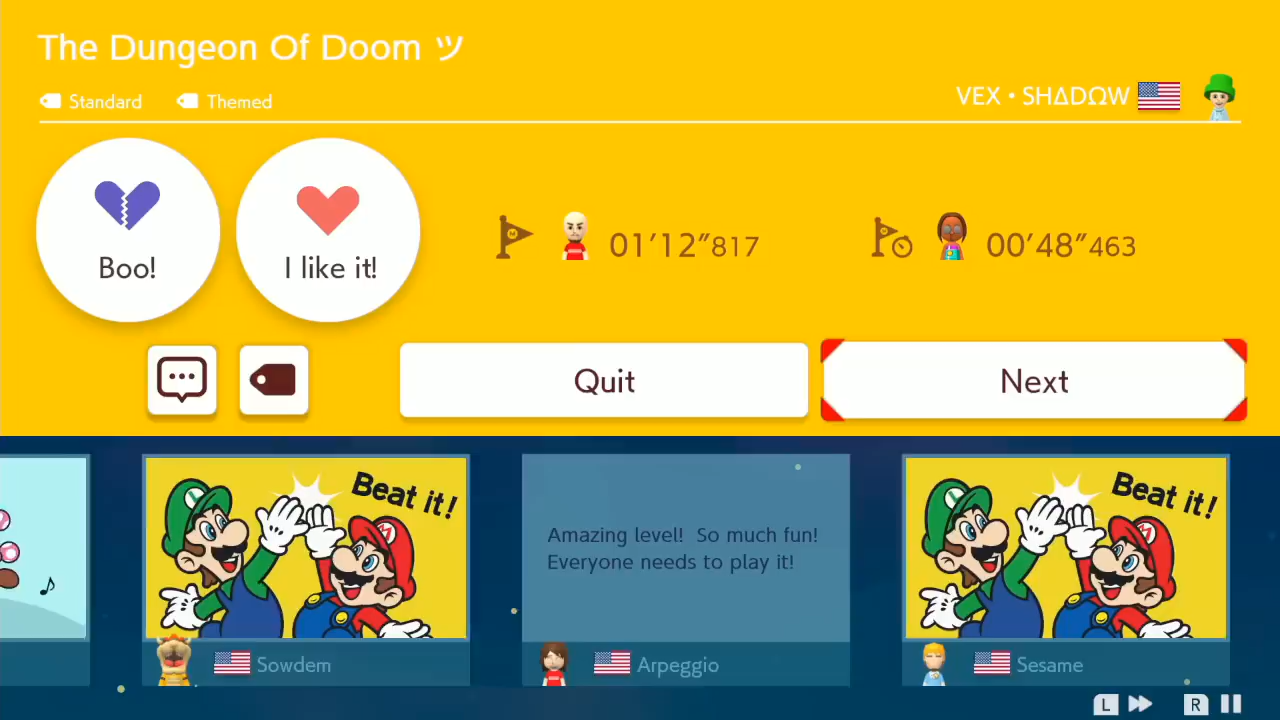 The Dungeon Of Doom ツ
Standard
Themed
VEX • SHΔDΩW
Boo!
I like it!
M
01'12"817
M
00'48"463
Quit
Next
Beat it!
L
M
Amazing level!  So much fun!
Everyone needs to play it!
Beat it!
L
M
Sowdem
Arpeggio
Sesame
L
R